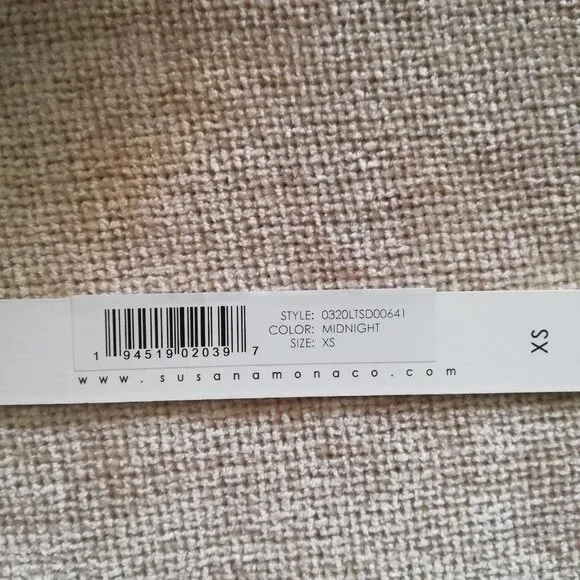 STYLE: 0320LTSD00641
COLOR: MIDNIGHT
SIZE: XS
1 94519 02039 7
www.susanamonaco.com
XS